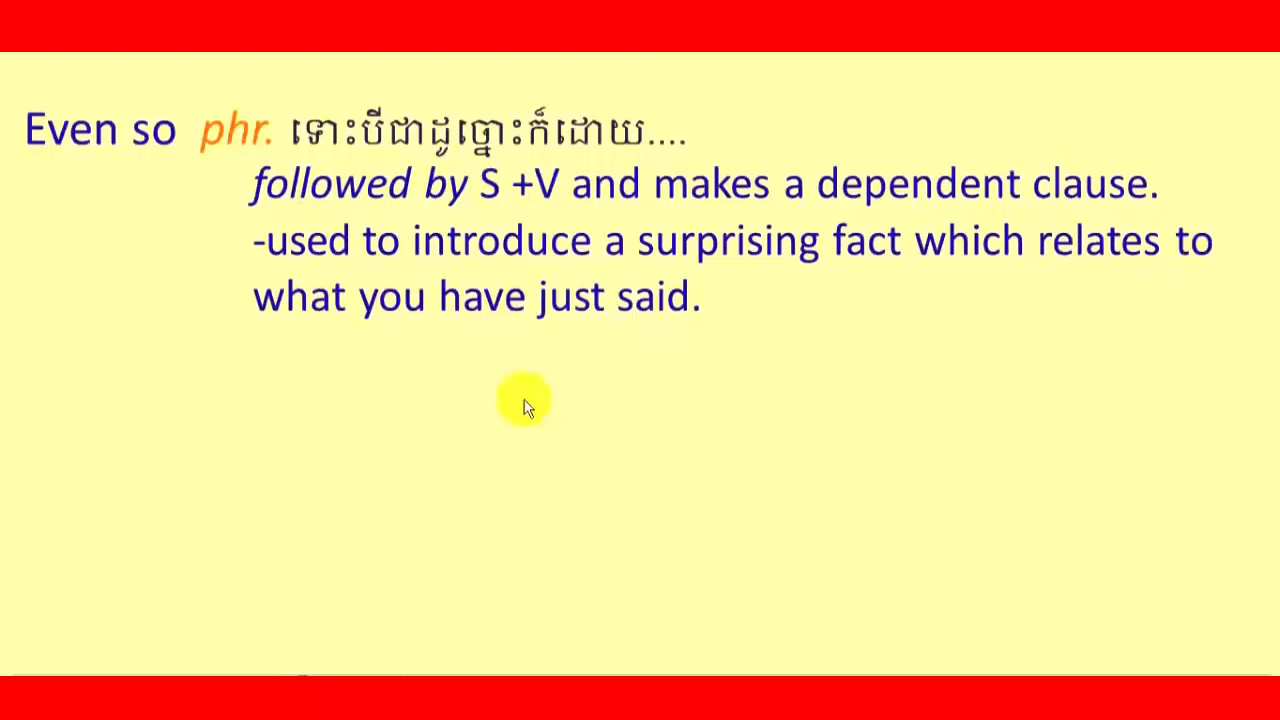 Even so phr. ទោះបីជាដូច្នោះក៏ដោយ....
followed by S +V and makes a dependent clause.
-used to introduce a surprising fact which relates to
what you have just said.